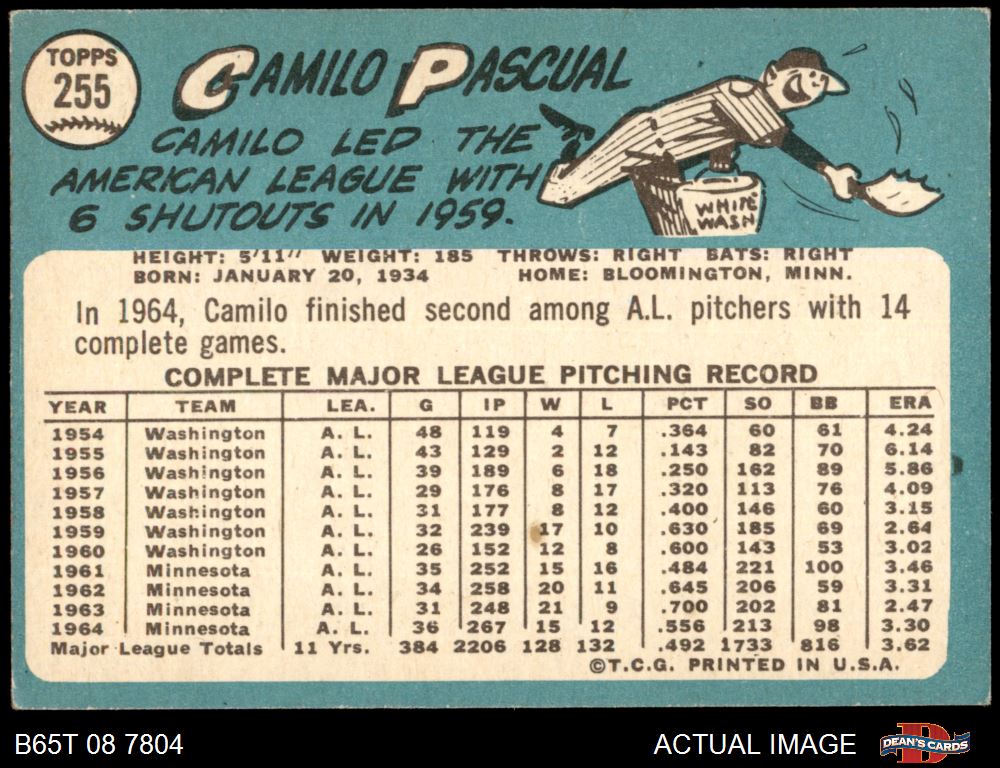 TOPPS
255
CAMILO PASCUAL
CAMILO LED THE
AMERICAN LEAGUE WITH
6 SHUTOUTS IN 1959.
WHITE
WASH
HEIGHT: 5'11" WEIGHT: 185 THROWS: RIGHT BATS: RIGHT
BORN: JANUARY 20, 1934 HOME: BLOOMINGTON, MINN.
In 1964, Camilo finished second among A.L. pitchers with 14
complete games.
COMPLETE MAJOR LEAGUE PITCHING RECORD
YEAR TEAM LEA. G IP W L PCT SO BB ERA
1954 Washington A. L. 48 119 4 7 .364 60 61 4.24
1955 Washington A. L. 43 129 2 12 .143 82 70 6.14
1956 Washington A. L. 39 189 6 18 .250 162 89 5.86
1957 Washington A. L. 29 176 8 17 .320 113 76 4.09
1958 Washington A. L. 31 177 8 12 .400 146 60 3.15
1959 Washington A. L. 32 239 17 10 .630 185 69 2.64
1960 Washington A. L. 26 152 12 8 .600 143 53 3.02
1961 Minnesota A. L. 35 252 15 16 .484 221 100 3.46
1962 Minnesota A. L. 34 258 20 11 .645 206 59 3.31
1963 Minnesota A. L. 31 248 21 9 .700 202 81 2.47
1964 Minnesota A. L. 36 267 15 12 .556 213 98 3.30
Major League Totals 11 Yrs. 384 2206 128 132 .492 1733 816 3.62
©T.C.G. PRINTED IN U.S.A.
B65T 08 7804 ACTUAL IMAGE DEAN'S CARDS